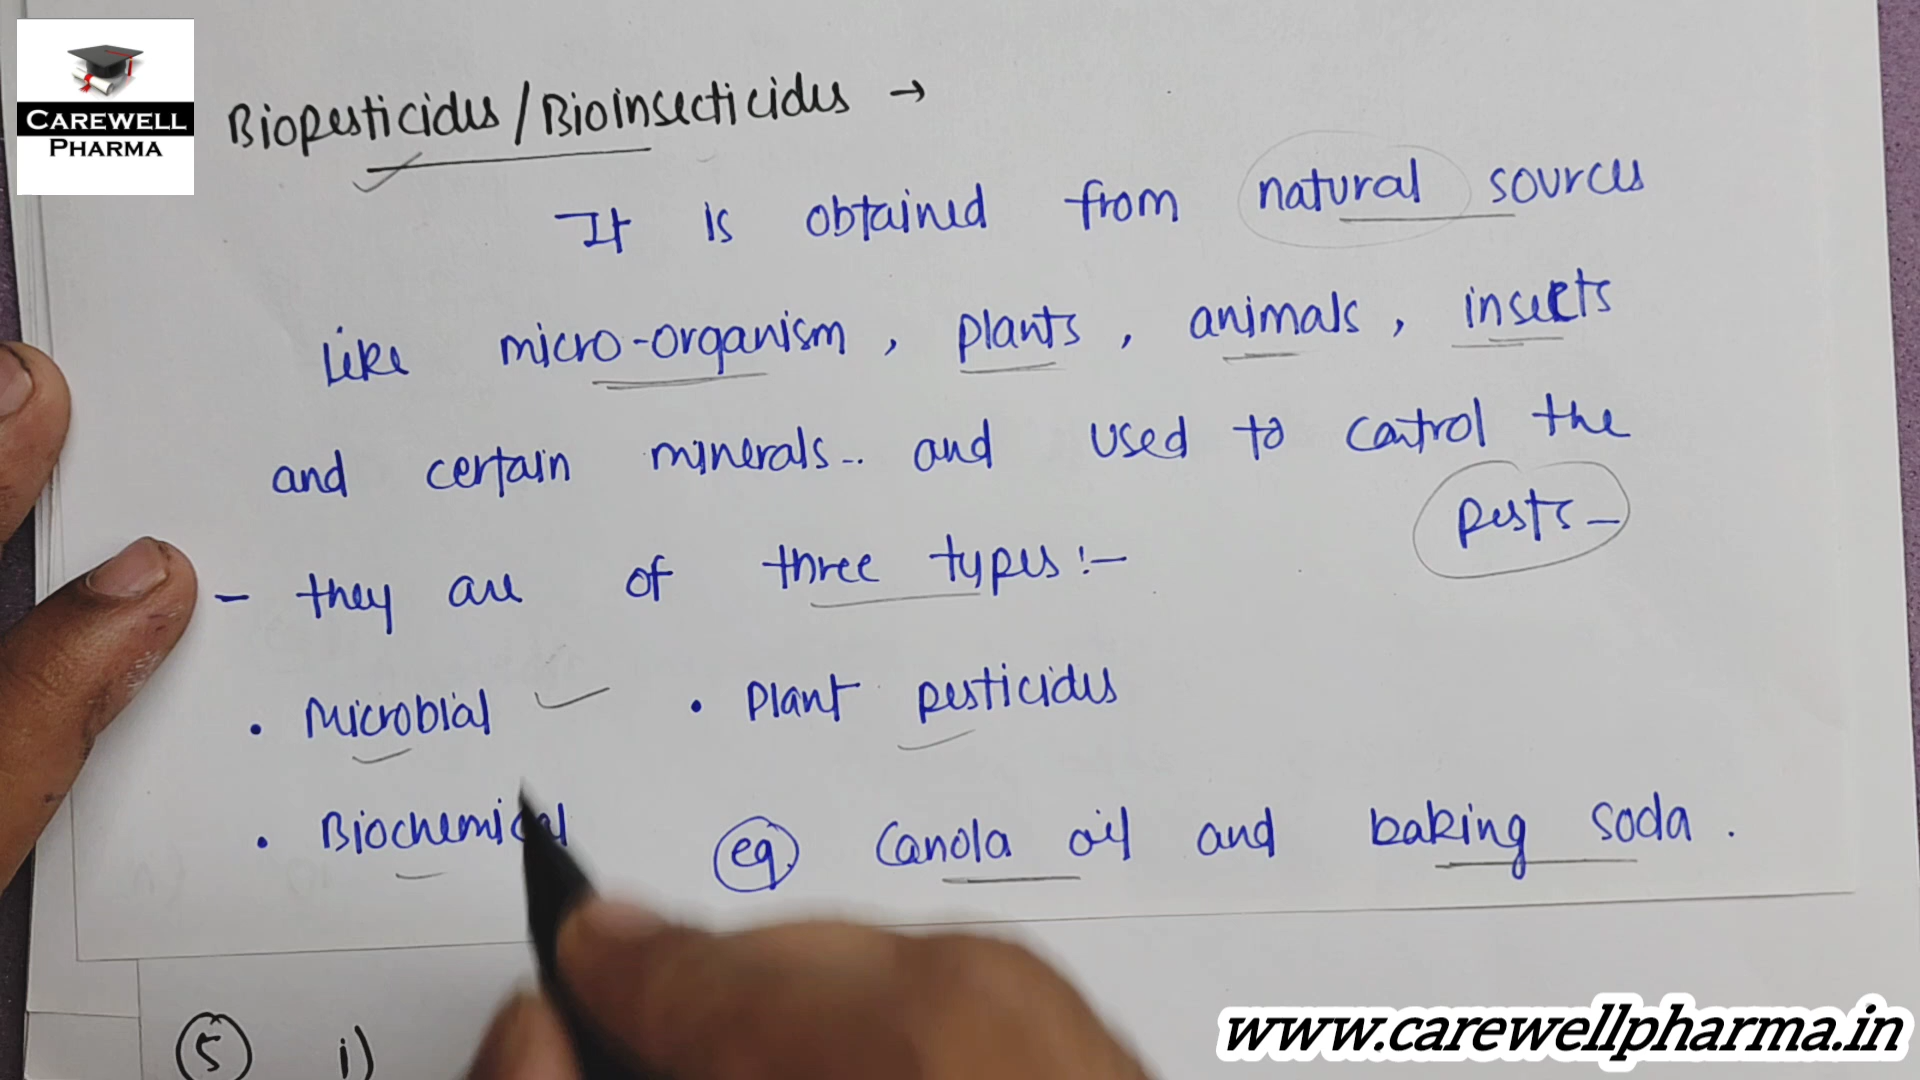 CAREWELL
PHARMA
Biopesticides/Bioinsecticides →
It is obtained from natural sources
like micro-organism, plants, animals, insects
and certain minerals.. and used to control the
pests -
- they are of three types :-
• Microbial • Plant pesticides
• Biochemical eg. Canola oil and baking soda.
5 i)
www.carewellpharma.in